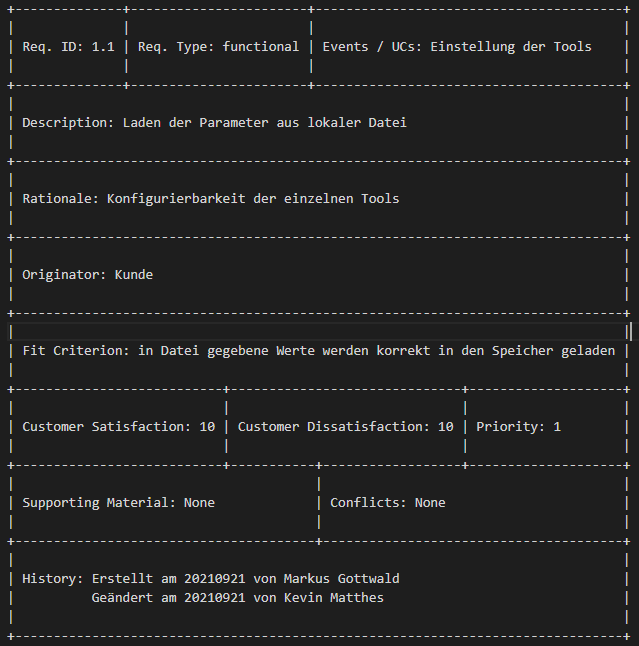 Req. ID: 1.1 | Req. Type: functional | Events / UCs: Einstellung der Tools
Description: Laden der Parameter aus lokaler Datei
Rationale: Konfigurierbarkeit der einzelnen Tools
Originator: Kunde
Fit Criterion: in Datei gegebene Werte werden korrekt in den Speicher geladen
Customer Satisfaction: 10 | Customer Dissatisfaction: 10 | Priority: 1
Supporting Material: None | Conflicts: None
History: Erstellt am 20210921 von Markus Gottwald
Geändert am 20210921 von Kevin Matthes